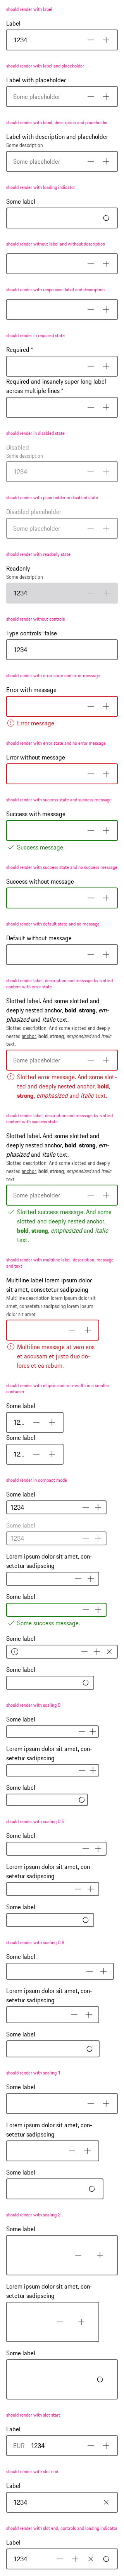 should render with label
Label
1234
should render with label and placeholder
Label with placeholder
Some placeholder
should render with label, description and placeholder
Label with description and placeholder
Some description
Some placeholder
should render with loading indicator
Some label
should render without label and without description
should render with responsive label and description
should render in required state
Required *
Required and insanely super long label
across multiple lines *
should render in disabled state
Disabled
Some description
1234
should render with placeholder in disabled state
Disabled placeholder
Some placeholder
should render with readonly state
Readonly
Some description
1234
should render without controls
Type controls=false
1234
should render with error state and error message
Error with message
Error message
should render with error state and no error message
Error without message
should render with success state and success message
Success with message
Success message
should render with success state and no success message
Success without message
should render with default state and no message
Default without message
should render label, description and message by slotted
content with error state
Slotted label. And some slotted and
deeply nested anchor, bold, strong, em-
phasized and italic text.
Slotted description. And some slotted and deeply
nested anchor, bold, strong, emphasized and italic
text.
Some placeholder
Slotted error message. And some slot-
ted and deeply nested anchor, bold,
strong, emphasized and italic text.
should render label, description and message by slotted
content with success state
Slotted label. And some slotted and
deeply nested anchor, bold, strong, em-
phasized and italic text.
Slotted description. And some slotted and deeply
nested anchor, bold, strong, emphasized and italic
text.
Some placeholder
Slotted success message. And some
slotted and deeply nested anchor,
bold, strong, emphasized and italic
text.
should render with multiline label, description, message
and text
Multiline label lorem ipsum dolor
sit amet, consetetur sadipscing
Multiline description lorem ipsum dolor sit
amet, consetetur sadipscing lorem ipsum
dolor sit amet
Multiline message at vero eos
et accusam et justo duo do-
lores et ea rebum.
should render with ellipsis and min width in a smaller
container
Some label
12...
Some label
12...
should render in compact mode
Some label
1234
Some label
1234
Lorem ipsum dolor sit amet, con-
setetur sadipscing
Some label
Some success message.
Some label
Some label
should render with scaling 0
Some label
Lorem ipsum dolor sit amet, con-
setetur sadipscing
Some label
should render with scaling 0.5
Some label
Lorem ipsum dolor sit amet, con-
setetur sadipscing
Some label
should render with scaling 0.8
Some label
Lorem ipsum dolor sit amet, con-
setetur sadipscing
Some label
should render with scaling 1
Some label
Lorem ipsum dolor sit amet, con-
setetur sadipscing
Some label
should render with scaling 2
Some label
Lorem ipsum dolor sit amet, con-
setetur sadipscing
Some label
should render with slot start
Label
EUR 1234
should render with slot end
Label
1234
should render with slot end, controls and loading indicator
Label
1234